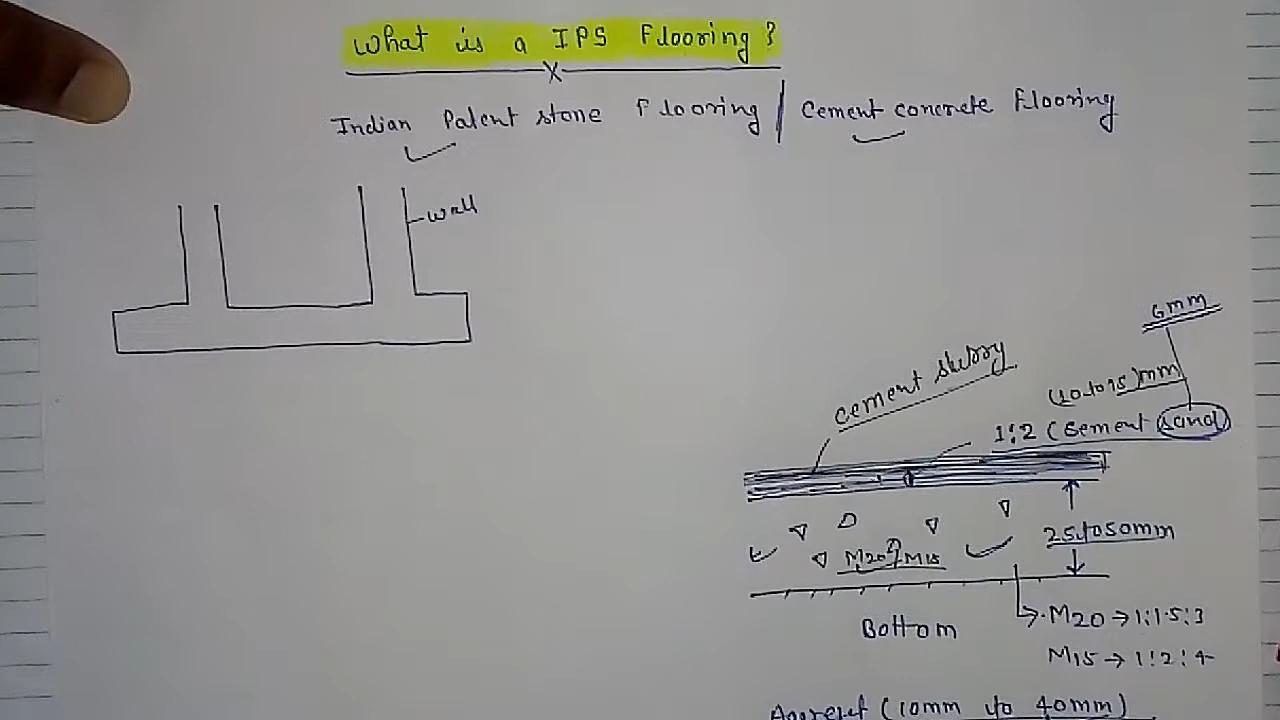 What is a IPS Flooring?
Indian Patent stone Flooring / Cement concrete Flooring
wall
6mm
cement slurry
(10 to 15) mm
1:2 (Cement sand)
25 to 50mm
M20 M15
M20 → 1:1.5:3
Bottom
M15 → 1:2:4
(10mm to 40mm)